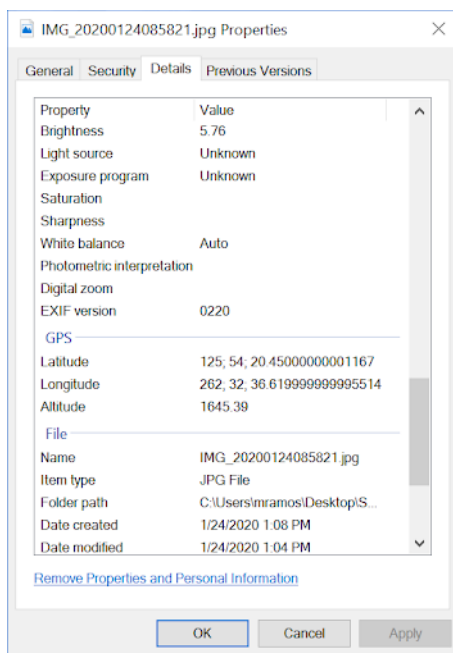 IMG_20200124085821.jpg Properties
General Security Details Previous Versions
Property Value
Brightness 5.76
Light source Unknown
Exposure program Unknown
Saturation
Sharpness
White balance Auto
Photometric interpretation
Digital zoom
EXIF version 0220
GPS
Latitude 125; 54; 20.45000000001167
Longitude 262; 32; 36.619999999995514
Altitude 1645.39
File
Name IMG_20200124085821.jpg
Item type JPG File
Folder path C:\Users\mramos\Desktop\S...
Date created 1/24/2020 1:08 PM
Date modified 1/24/2020 1:04 PM
Remove Properties and Personal Information
OK Cancel Apply